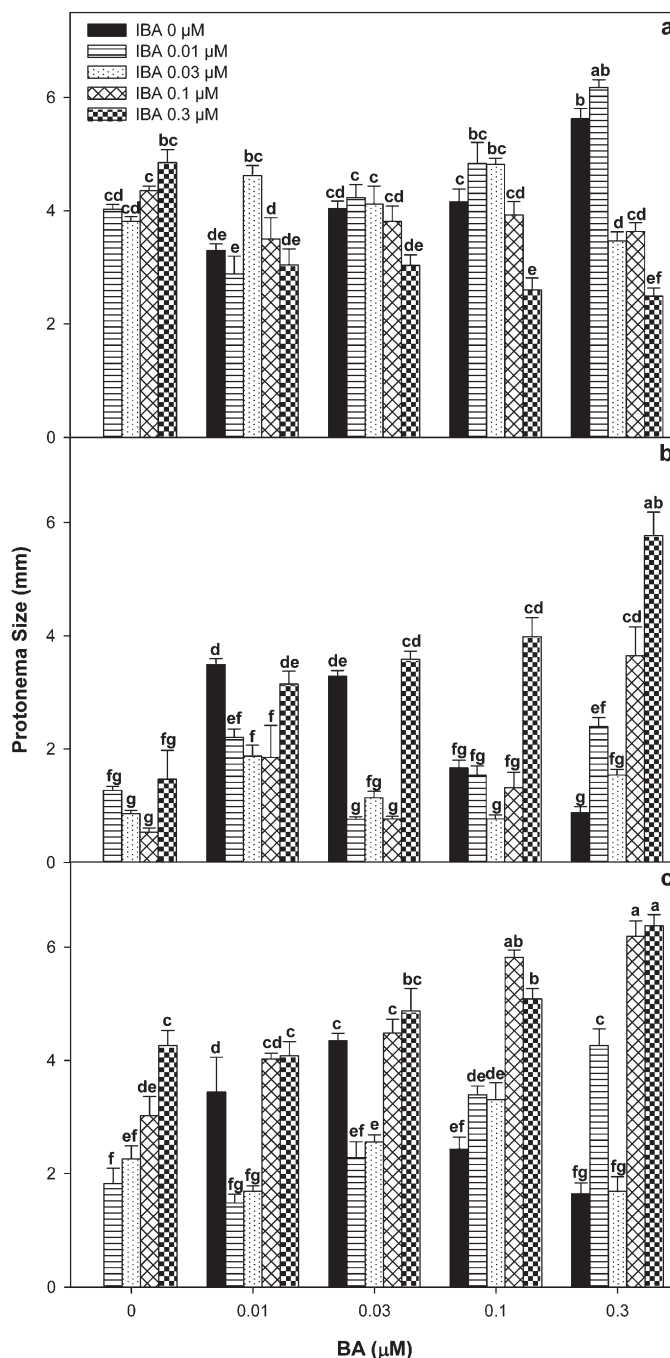 a
IBA 0 µM
IBA 0.01 µM
IBA 0.03 µM
IBA 0.1 µM
IBA 0.3 µM
6
4
2
0
cd cd c bc
de e bc d de
cd c c cd de
c bc bc cd e
b ab d cd ef
b
6
4
2
0
fg g g fg
d ef f f de
de g fg g cd
fg fg g fg cd
g ef fg cd ab
Protonema Size (mm)
c
6
4
2
0
f ef de c
d fg fg cd c
c ef e c bc
ef de de ab b
fg c fg a a
0 0.01 0.03 0.1 0.3
BA (µM)